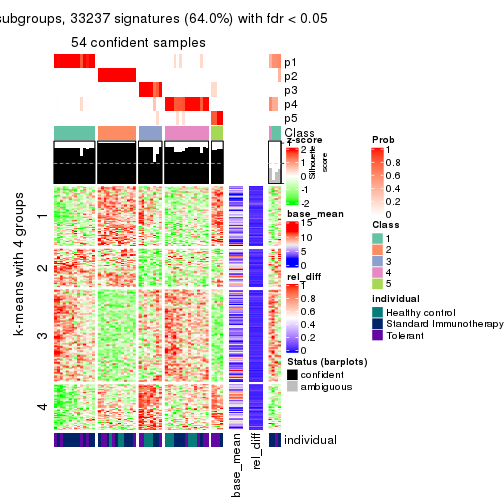 subgroups, 33237 signatures (64.0%) with fdr < 0.05
54 confident samples
p1
p2
p3
p4
p5
Class
Silhouette
score
k-means with 4 groups
1
2
3
4
base_mean
rel_diff
individual
z-score
2
1
0
-1
-2
base_mean
15
10
5
0
rel_diff
1
0.8
0.6
0.4
0.2
0
Status (barplots)
confident
ambiguous
Prob
1
0.8
0.6
0.4
0.2
0
Class
1
2
3
4
5
individual
Healthy control
Standard Immunotherapy
Tolerant